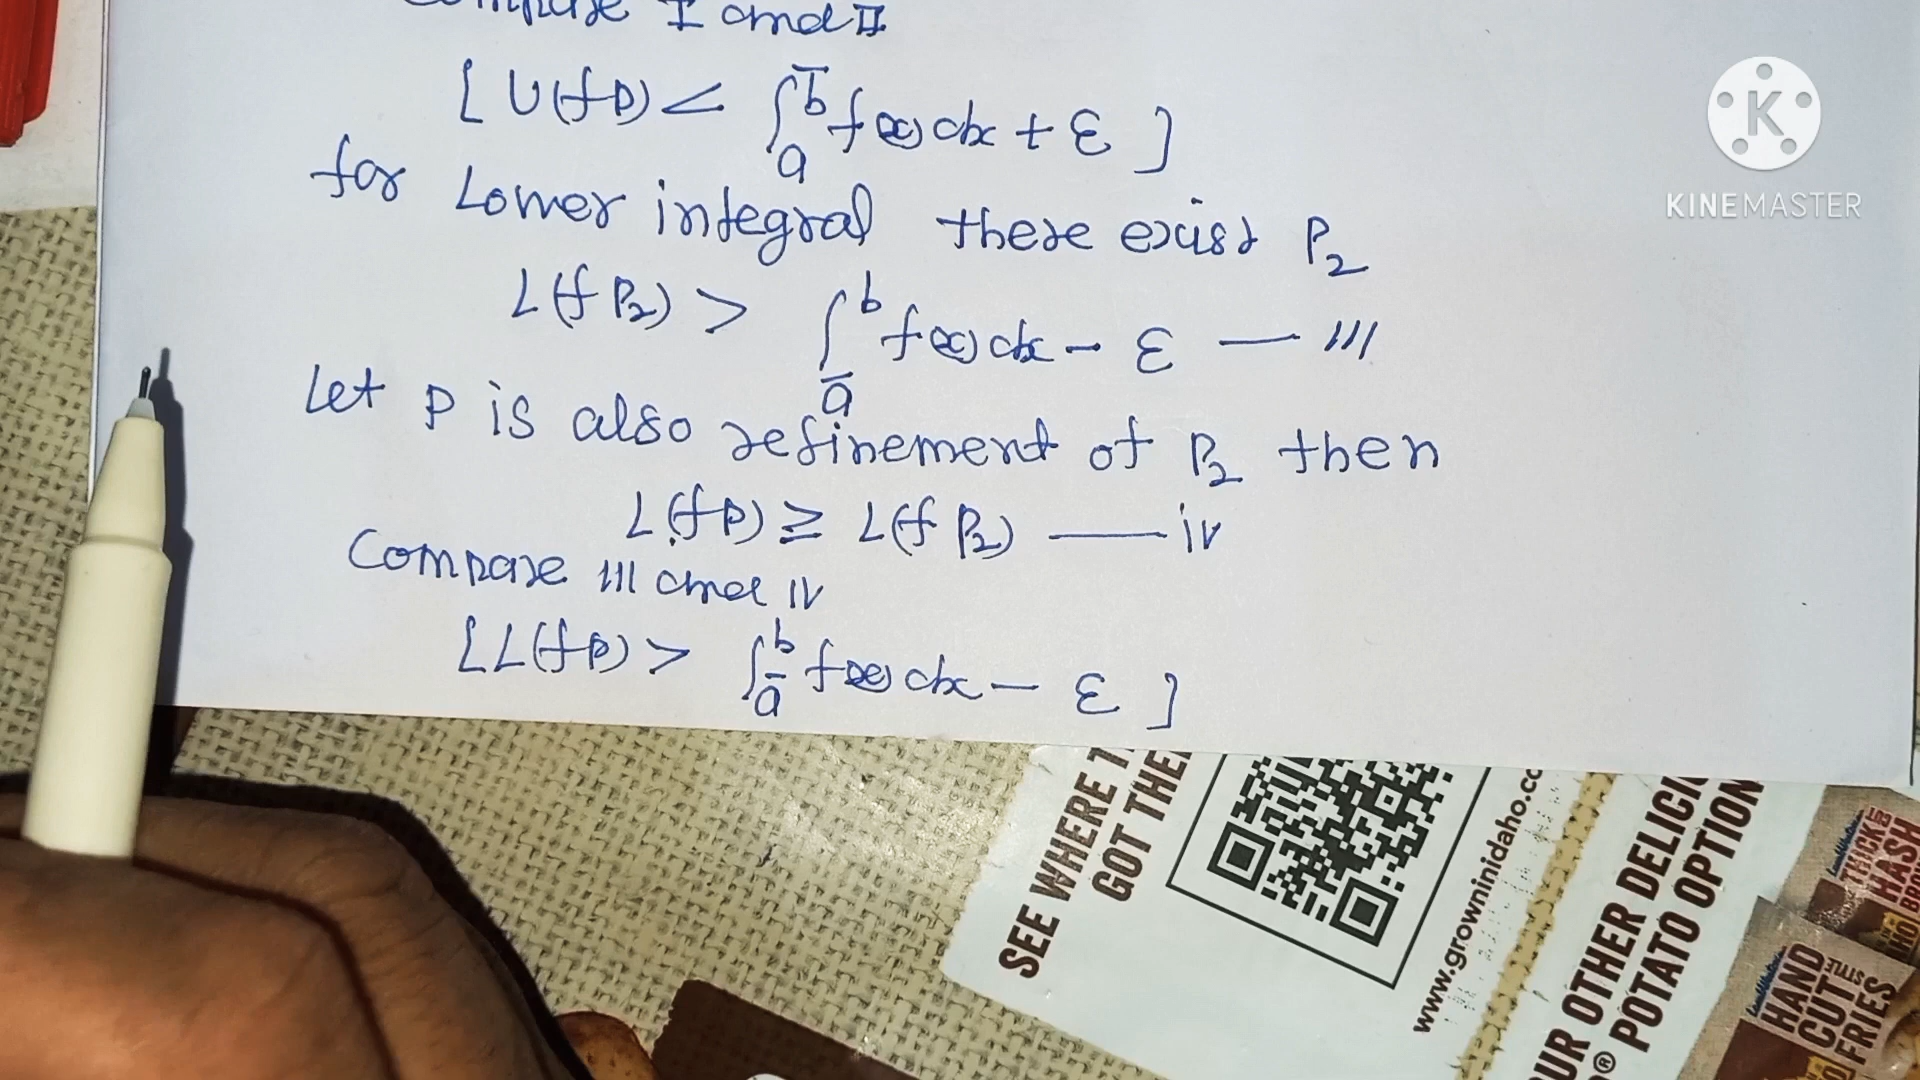 Compare I and II
[ U(f P) < ∫_a^b̅ f(x) dx + ε ]
for Lower integral there exist P₂
L(f P₂) > ∫_a̅^b f(x) dx - ε — III
Let P is also refinement of P₂ then
L(f P) ≥ L(f P₂) — iv
Compare III and IV
[ L(f P) > ∫_a̅^b f(x) dx - ε ]
K
KINEMASTER
SEE WHERE
GOT THE
www.growninidaho.co
OUR OTHER DELICI
POTATO OPTION
THICK
HASH
HAND
CUT STYLE
FRIES